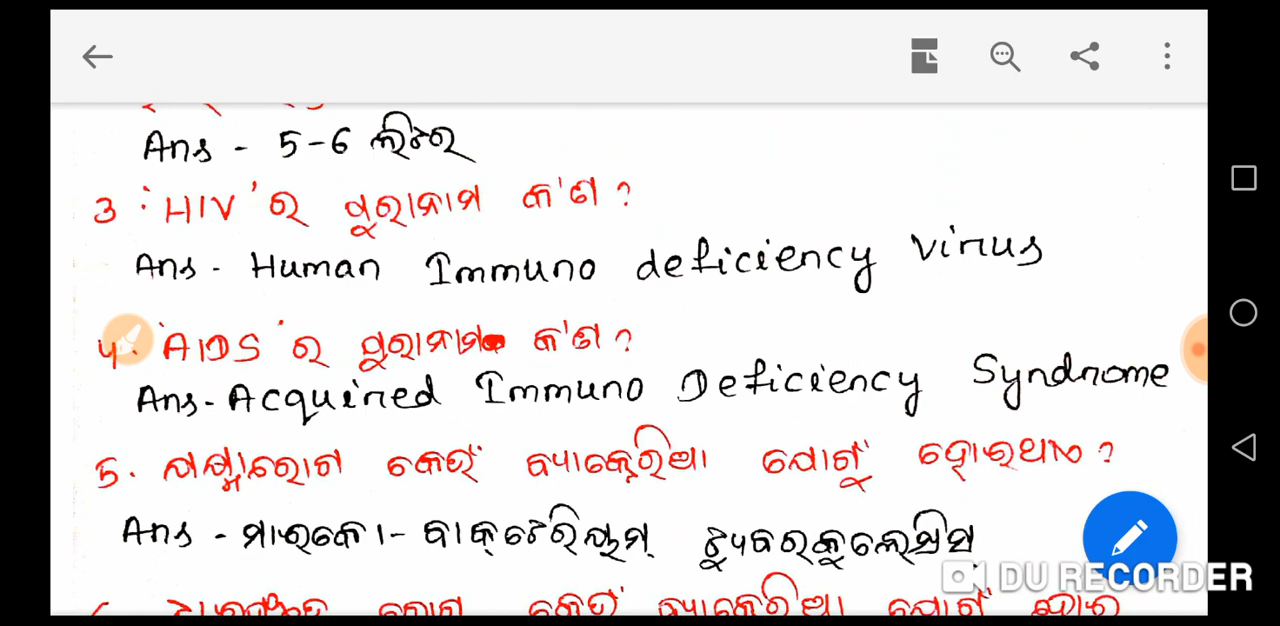 Ans - 5-6 ଲିଟର
3 : 'HIV' ର ପୁରାନାମ କ'ଣ ?
Ans - Human Immuno deficiency Virus
4. 'AIDS' ର ପୁରାନାମ କ'ଣ ?
Ans - Acquired Immuno Deficiency Syndrome
5. ଯକ୍ଷ୍ମାରୋଗ କେଉଁ ବ୍ୟାକ୍ଟେରିଆ ଯୋଗୁଁ ହୋଇଥାଏ ?
Ans - ମାଇକୋ - ବାକ୍ଟେରିୟମ୍ ଟ୍ୟୁବରକୁଲେସିସ୍
ରୋଗ କେଉଁ ବ୍ୟାକ୍ଟେରିଆ ଯୋଗୁଁ ହୋଇ
DU RECORDER